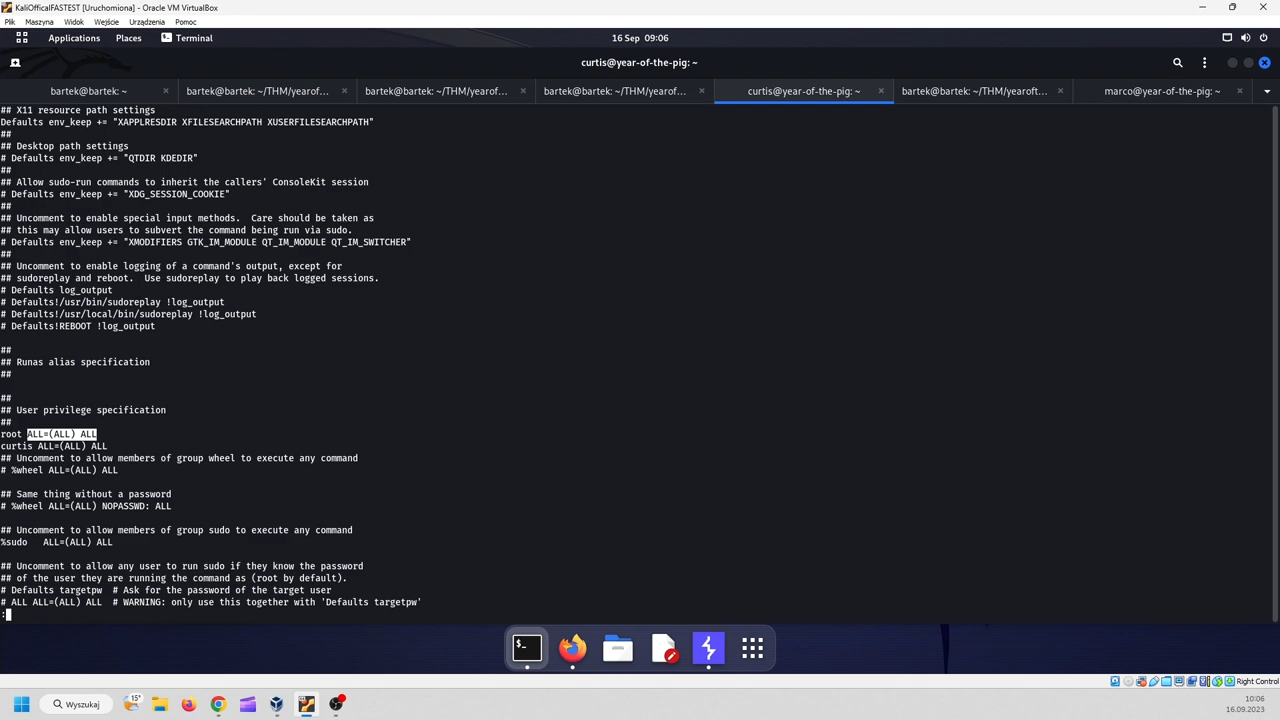 KaliOfficalFASTEST [Uruchomiona] - Oracle VM VirtualBox
Plik Maszyna Widok Wejście Urządzenia Pomoc
Applications Places Terminal 16 Sep 09:06
curtis@year-of-the-pig: ~
bartek@bartek: ~ bartek@bartek: ~/THM/yearof... bartek@bartek: ~/THM/yearof... bartek@bartek: ~/THM/yearof... curtis@year-of-the-pig: ~ bartek@bartek: ~/THM/yearoft... marco@year-of-the-pig: ~
## X11 resource path settings
Defaults env_keep += "XAPPLRESDIR XFILESEARCHPATH XUSERFILESEARCHPATH"
##
## Desktop path settings
# Defaults env_keep += "QTDIR KDEDIR"
##
## Allow sudo-run commands to inherit the callers' ConsoleKit session
# Defaults env_keep += "XDG_SESSION_COOKIE"
##
## Uncomment to enable special input methods.  Care should be taken as
## this may allow users to subvert the command being run via sudo.
# Defaults env_keep += "XMODIFIERS GTK_IM_MODULE QT_IM_MODULE QT_IM_SWITCHER"
##
## Uncomment to enable logging of a command's output, except for
## sudoreplay and reboot.  Use sudoreplay to play back logged sessions.
# Defaults log_output
# Defaults!/usr/bin/sudoreplay !log_output
# Defaults!/usr/local/bin/sudoreplay !log_output
# Defaults!REBOOT !log_output
##
## Runas alias specification
##
##
## User privilege specification
##
root ALL=(ALL) ALL
curtis ALL=(ALL) ALL
## Uncomment to allow members of group wheel to execute any command
# %wheel ALL=(ALL) ALL
## Same thing without a password
# %wheel ALL=(ALL) NOPASSWD: ALL
## Uncomment to allow members of group sudo to execute any command
%sudo   ALL=(ALL) ALL
## Uncomment to allow any user to run sudo if they know the password
## of the user they are running the command as (root by default).
# Defaults targetpw  # Ask for the password of the target user
# ALL ALL=(ALL) ALL  # WARNING: only use this together with 'Defaults targetpw'
:
Right Control
Wyszukaj
15°
10:06
16.09.2023